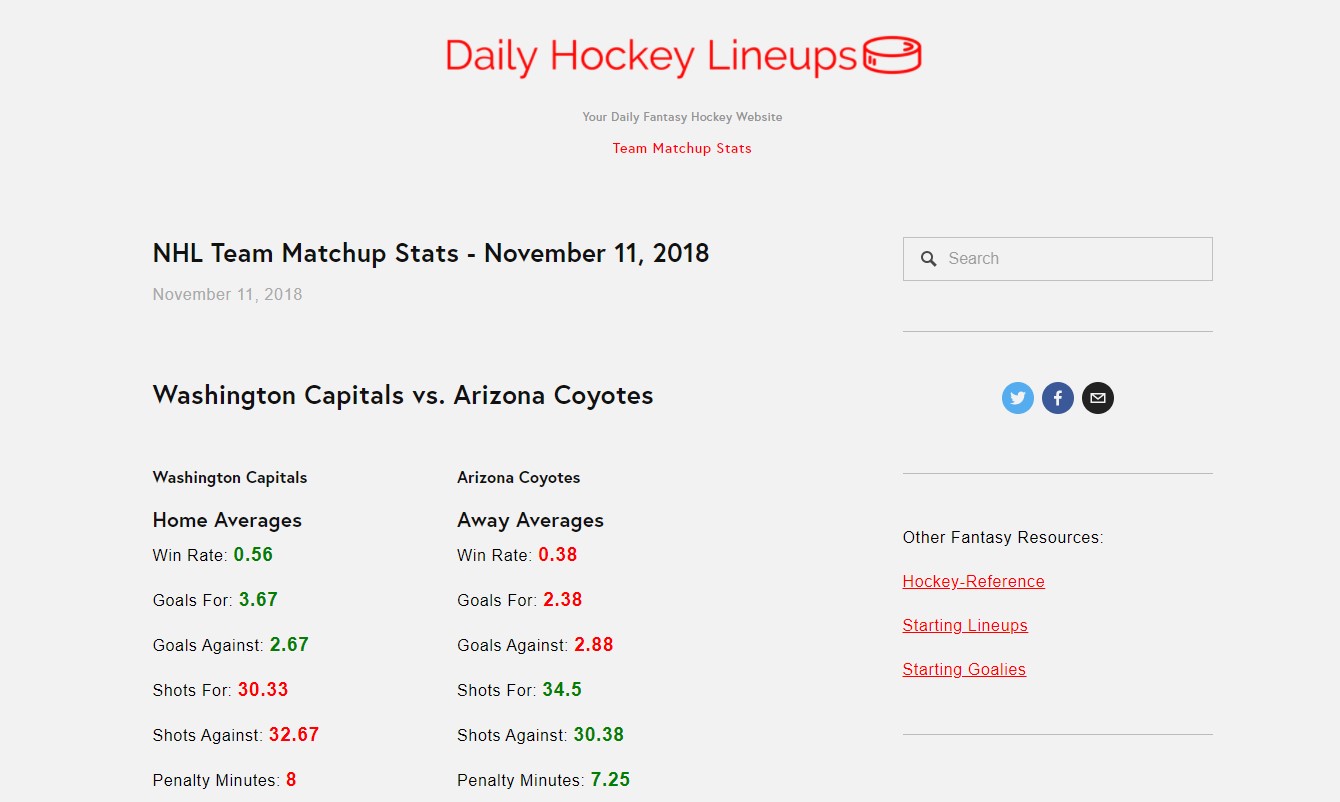 Daily Hockey Lineups
Your Daily Fantasy Hockey Website
Team Matchup Stats
NHL Team Matchup Stats - November 11, 2018
November 11, 2018
Washington Capitals vs. Arizona Coyotes
Washington Capitals
Home Averages
Win Rate: 0.56
Goals For: 3.67
Goals Against: 2.67
Shots For: 30.33
Shots Against: 32.67
Penalty Minutes: 8
Arizona Coyotes
Away Averages
Win Rate: 0.38
Goals For: 2.38
Goals Against: 2.88
Shots For: 34.5
Shots Against: 30.38
Penalty Minutes: 7.25
Search
Other Fantasy Resources:
Hockey-Reference
Starting Lineups
Starting Goalies